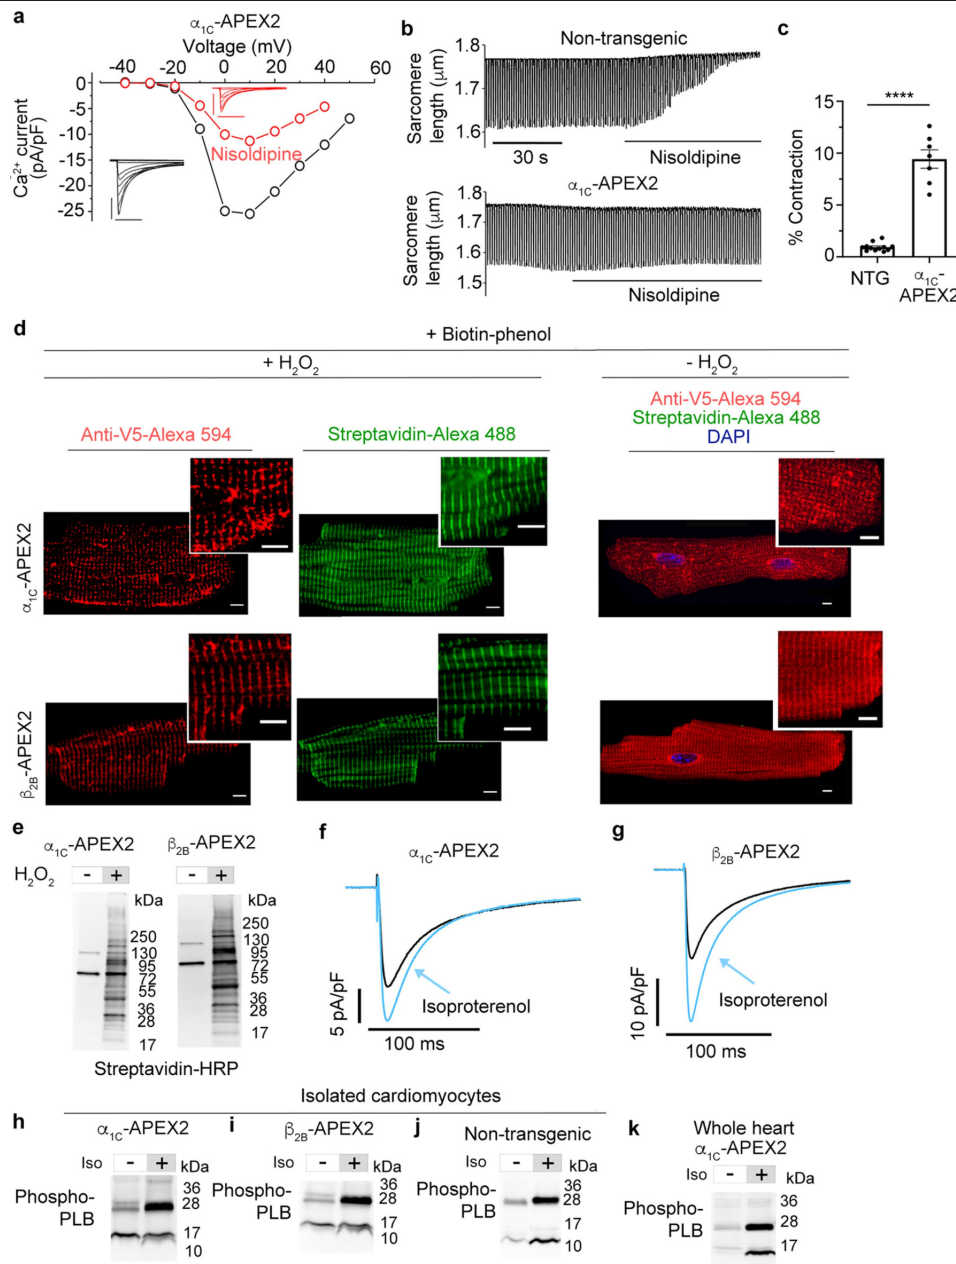 a
α1C-APEX2
Voltage (mV)
-40 -20 0 20 40 60
0
-5
-10
-15
-20
-25
Ca2+ current
(pA/pF)
Nisoldipine
b
Non-transgenic
Sarcomere
length (μm)
1.8
1.7
1.6
30 s
Nisoldipine
α1C-APEX2
Sarcomere
length (μm)
1.8
1.7
1.6
1.5
Nisoldipine
c
****
% Contraction
15
10
5
0
NTG
α1C-
APEX2
d
+ Biotin-phenol
+ H2O2
- H2O2
Anti-V5-Alexa 594
Streptavidin-Alexa 488
Anti-V5-Alexa 594
Streptavidin-Alexa 488
DAPI
α1C-APEX2
β2B-APEX2
e
α1C-APEX2
β2B-APEX2
H2O2 - + - +
kDa
250
130
95
72
55
36
28
17
kDa
250
130
95
72
55
36
28
17
Streptavidin-HRP
f
α1C-APEX2
Isoproterenol
5 pA/pF
100 ms
g
β2B-APEX2
Isoproterenol
10 pA/pF
100 ms
Isolated cardiomyocytes
h
α1C-APEX2
Iso - + kDa
Phospho-
PLB
36
28
17
10
i
β2B-APEX2
Iso - + kDa
Phospho-
PLB
36
28
17
10
j
Non-transgenic
Iso - + kDa
Phospho-
PLB
36
28
17
10
k
Whole heart
α1C-APEX2
Iso - + kDa
Phospho-
PLB
36
28
17